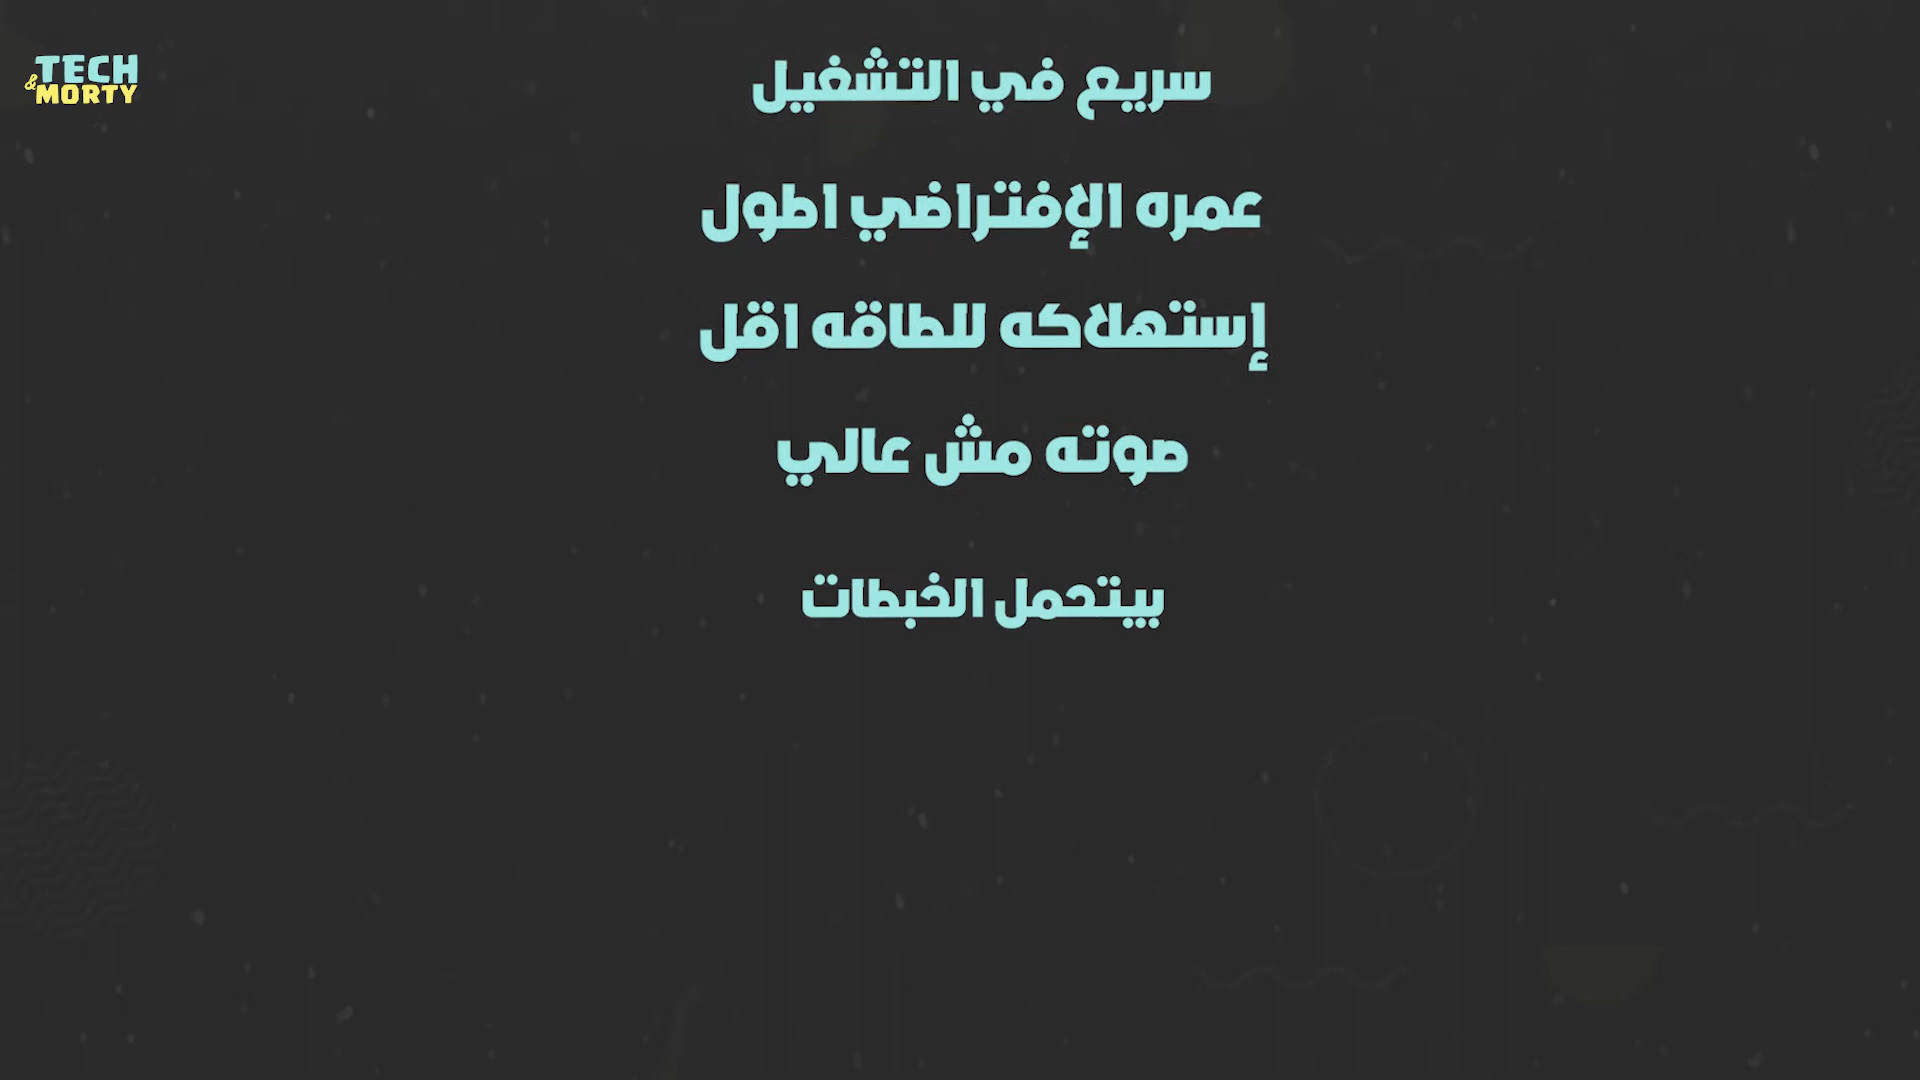 TECH
& MORTY
سريع في التشغيل
عمره الإفتراضي اطول
إستهلاكه للطاقه اقل
صوته مش عالي
بيتحمل الخبطات